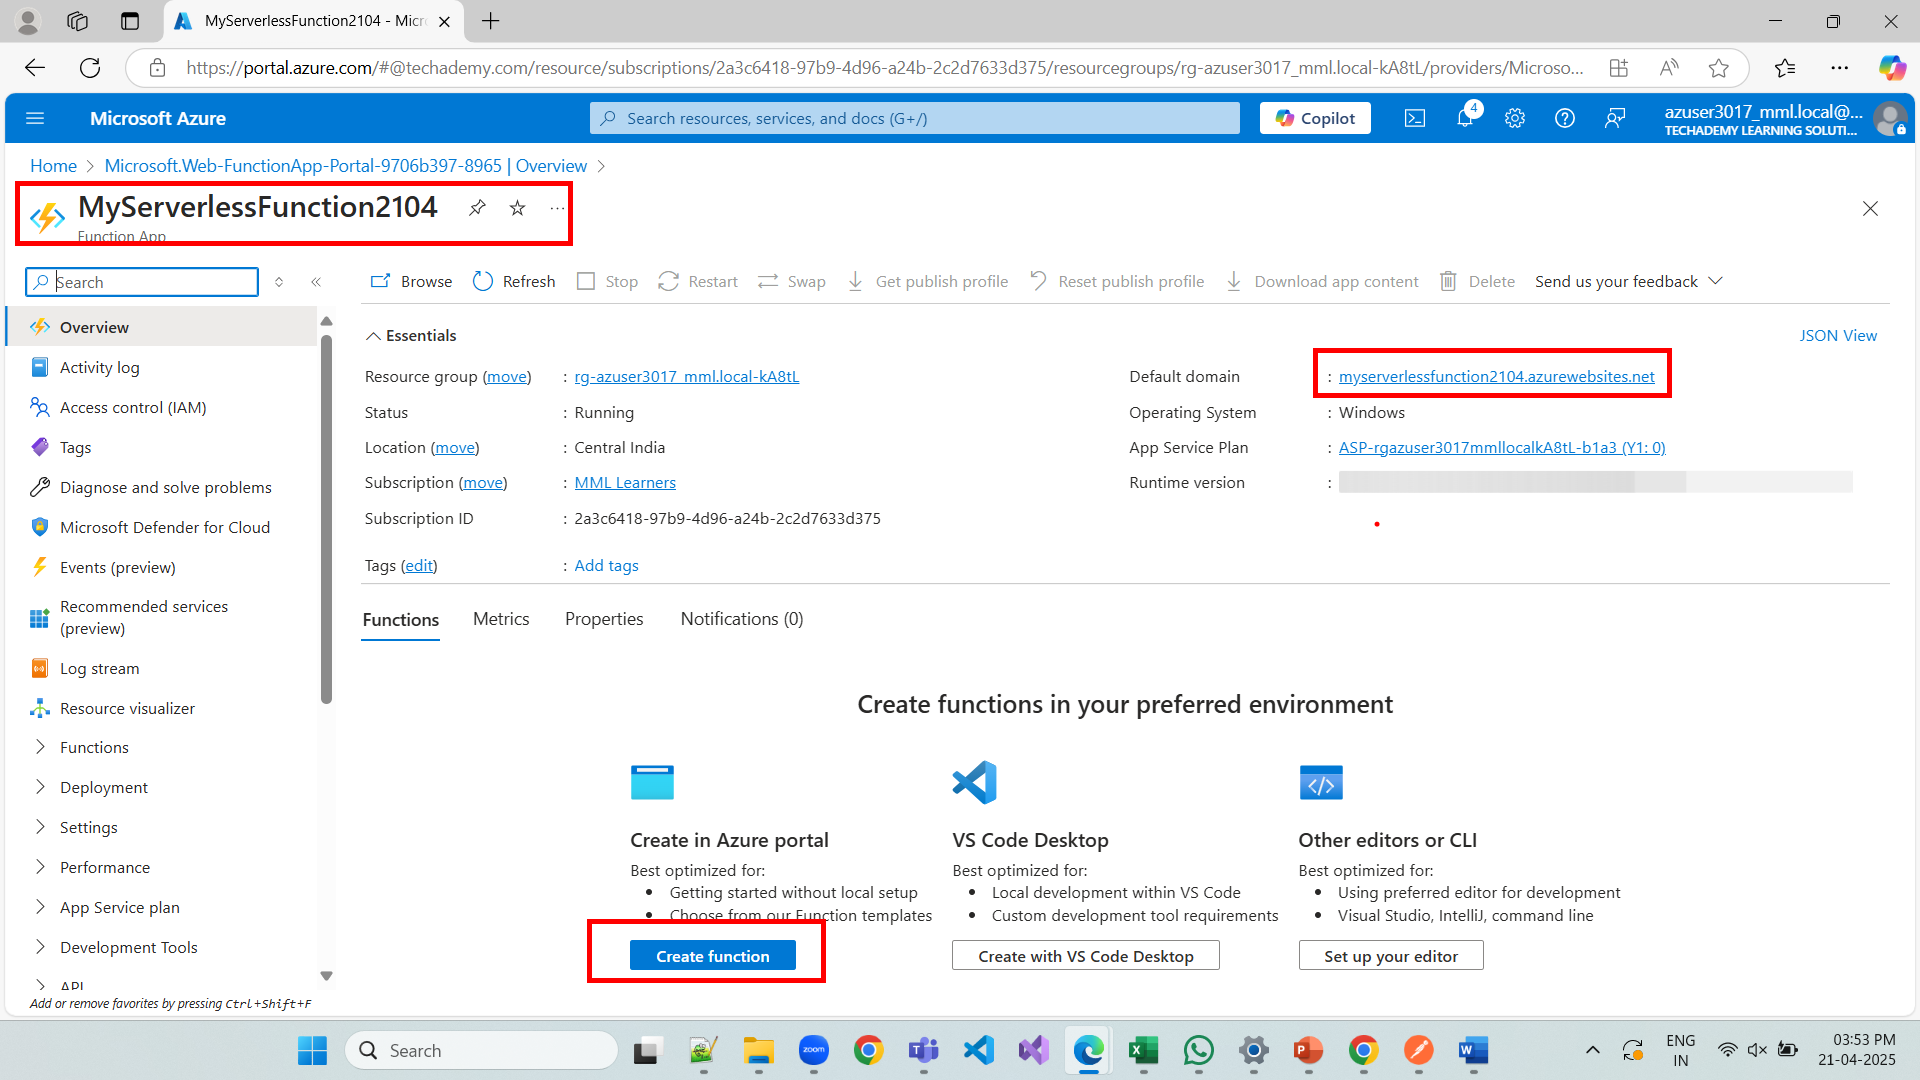 MyServerlessFunction2104 - Micr
https://portal.azure.com/#@techademy.com/resource/subscriptions/2a3c6418-97b9-4d96-a24b-2c2d7633d375/resourcegroups/rg-azuser3017_mml.local-kA8tL/providers/Microso...
Microsoft Azure
Search resources, services, and docs (G+/)
Copilot
4
azuser3017_mml.local@...
TECHADEMY LEARNING SOLUTI...
Home > Microsoft.Web-FunctionApp-Portal-9706b397-8965 | Overview >
MyServerlessFunction2104
Function App
Search
Browse Refresh Stop Restart Swap Get publish profile Reset publish profile Download app content Delete Send us your feedback
Overview
Activity log
Access control (IAM)
Tags
Diagnose and solve problems
Microsoft Defender for Cloud
Events (preview)
Recommended services
(preview)
Log stream
Resource visualizer
Functions
Deployment
Settings
Performance
App Service plan
Development Tools
API
Add or remove favorites by pressing Ctrl+Shift+F
Essentials
JSON View
Resource group (move) : rg-azuser3017_mml.local-kA8tL
Status : Running
Location (move) : Central India
Subscription (move) : MML Learners
Subscription ID : 2a3c6418-97b9-4d96-a24b-2c2d7633d375
Tags (edit) : Add tags
Default domain : myserverlessfunction2104.azurewebsites.net
Operating System : Windows
App Service Plan : ASP-rgazuser3017mmllocalkA8tL-b1a3 (Y1: 0)
Runtime version :
Functions Metrics Properties Notifications (0)
Create functions in your preferred environment
Create in Azure portal
Best optimized for:
• Getting started without local setup
• Choose from our Function templates
Create function
VS Code Desktop
Best optimized for:
• Local development within VS Code
• Custom development tool requirements
Create with VS Code Desktop
Other editors or CLI
Best optimized for:
• Using preferred editor for development
• Visual Studio, IntelliJ, command line
Set up your editor
Search
zoom
ENG
IN
03:53 PM
21-04-2025